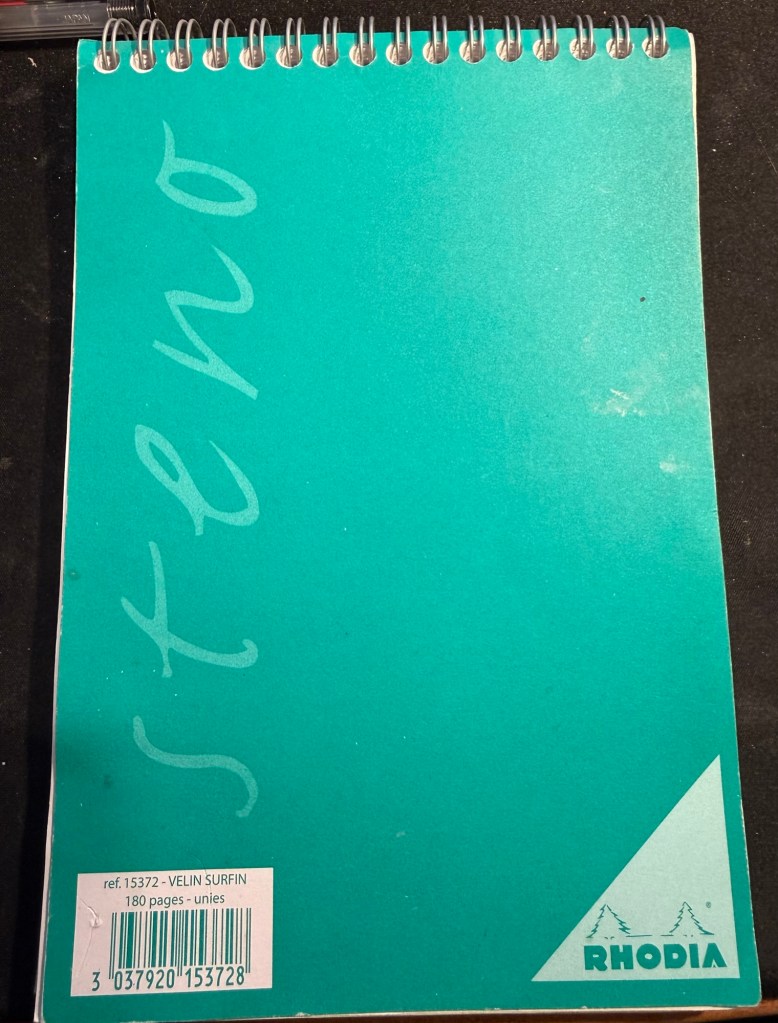 steno
ref. 15372 - VELIN SURFIN
180 pages - unies
3 037920 153728
RHODIA